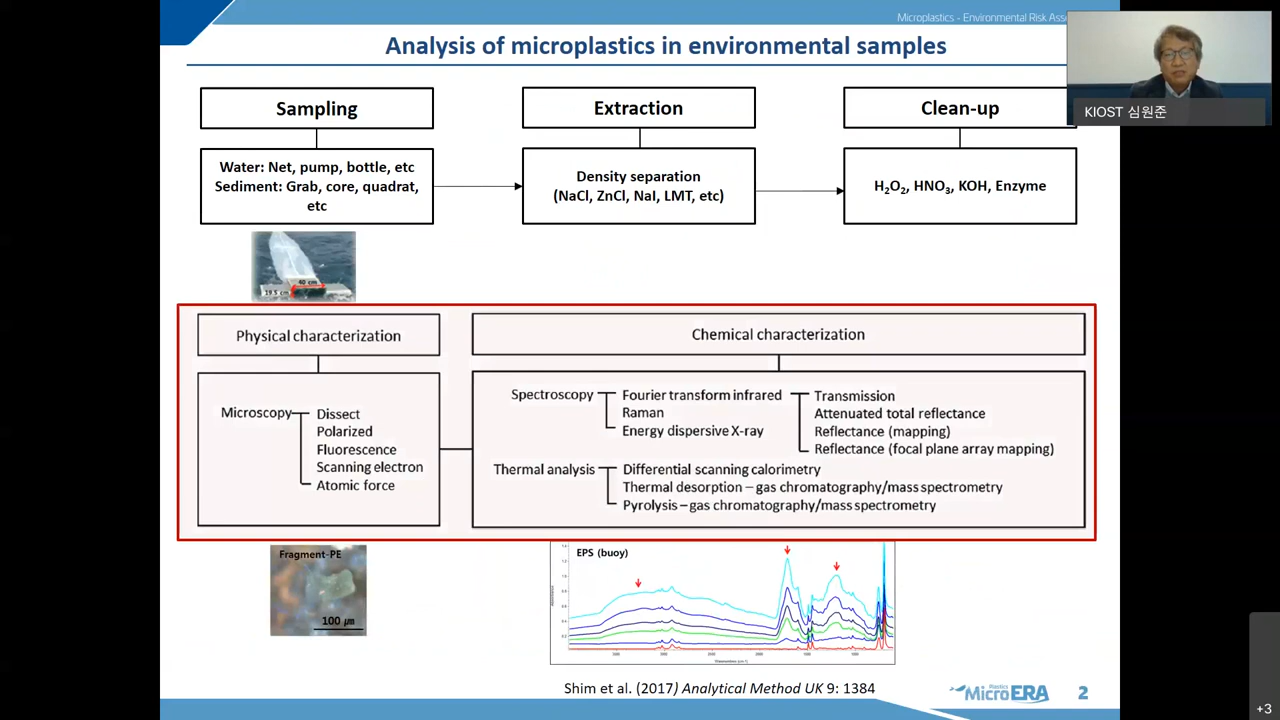 Microplastics - Environmental Risk Ass
Analysis of microplastics in environmental samples
KIOST 심원준
Sampling
Extraction
Clean-up
Water: Net, pump, bottle, etc
Sediment: Grab, core, quadrat,
etc
Density separation
(NaCl, ZnCl, NaI, LMT, etc)
H₂O₂, HNO₃, KOH, Enzyme
40 cm
19.5 cm
Physical characterization
Chemical characterization
Microscopy
Dissect
Polarized
Fluorescence
Scanning electron
Atomic force
Spectroscopy
Fourier transform infrared
Raman
Energy dispersive X-ray
Transmission
Attenuated total reflectance
Reflectance (mapping)
Reflectance (focal plane array mapping)
Thermal analysis
Differential scanning calorimetry
Thermal desorption – gas chromatography/mass spectrometry
Pyrolysis – gas chromatography/mass spectrometry
Fragment-PE
100 μm
EPS (buoy)
Shim et al. (2017) Analytical Method UK 9: 1384
Plastics
MicroERA
2
+3